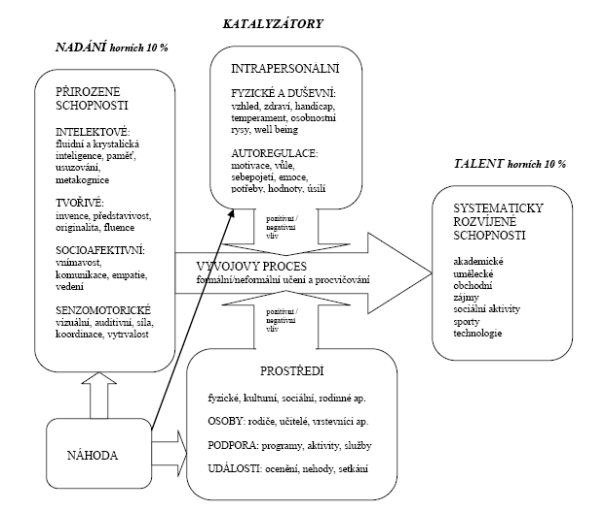 KATALYZÁTORY
NADÁNÍ horních 10 %
PŘIROZENÉ
SCHOPNOSTI
INTELEKTOVÉ:
fluidní a krystalická
inteligence, paměť,
usuzování,
metakognice
TVOŘIVÉ:
invence, představivost,
originalita, fluence
SOCIOAFEKTIVNÍ:
vnímavost,
komunikace, empatie,
vedení
SENZOMOTORICKÉ
vizuální, auditivní, síla,
koordinace, vytrvalost
INTRAPERSONÁLNÍ
FYZICKÉ A DUŠEVNÍ:
vzhled, zdraví, handicap,
temperament, osobnostní
rysy, well being
AUTOREGULACE:
motivace, vůle,
sebepojetí, emoce,
potřeby, hodnoty, úsilí
pozitivní /
negativní
vliv
VÝVOJOVÝ PROCES
formální/neformální učení a procvičování
pozitivní /
negativní
vliv
TALENT horních 10 %
SYSTEMATICKY
ROZVÍJENÉ
SCHOPNOSTI
akademické
umělecké
obchodní
zájmy
sociální aktivity
sporty
technologie
PROSTŘEDÍ
fyzické, kulturní, sociální, rodinné ap.
OSOBY: rodiče, učitelé, vrstevníci ap.
PODPORA: programy, aktivity, služby
UDÁLOSTI: ocenění, nehody, setkání
NÁHODA